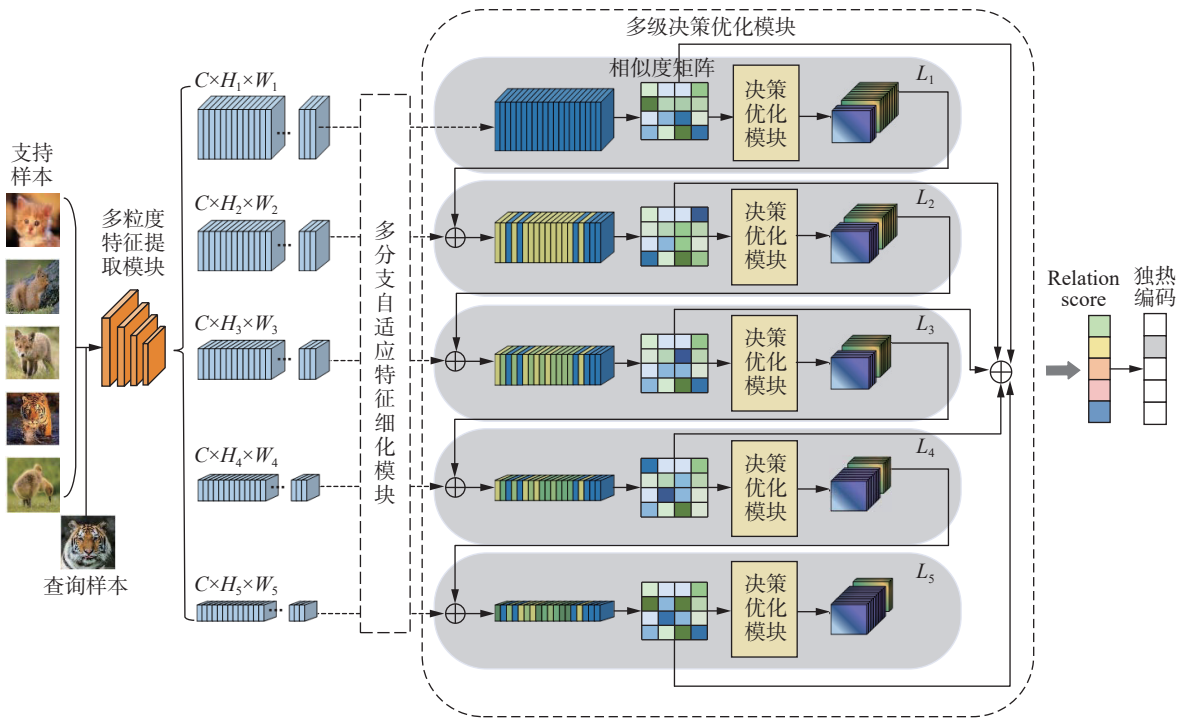 多级决策优化模块
C×H₁×W₁
相似度矩阵
L₁
决策
优化
模块
支持
样本
多粒度
特征提
取模块
C×H₂×W₂
L₂
决策
优化
模块
多分支自适应特征细化模块
Relation
score
独热
编码
C×H₃×W₃
L₃
决策
优化
模块
C×H₄×W₄
L₄
决策
优化
模块
查询样本
C×H₅×W₅
L₅
决策
优化
模块